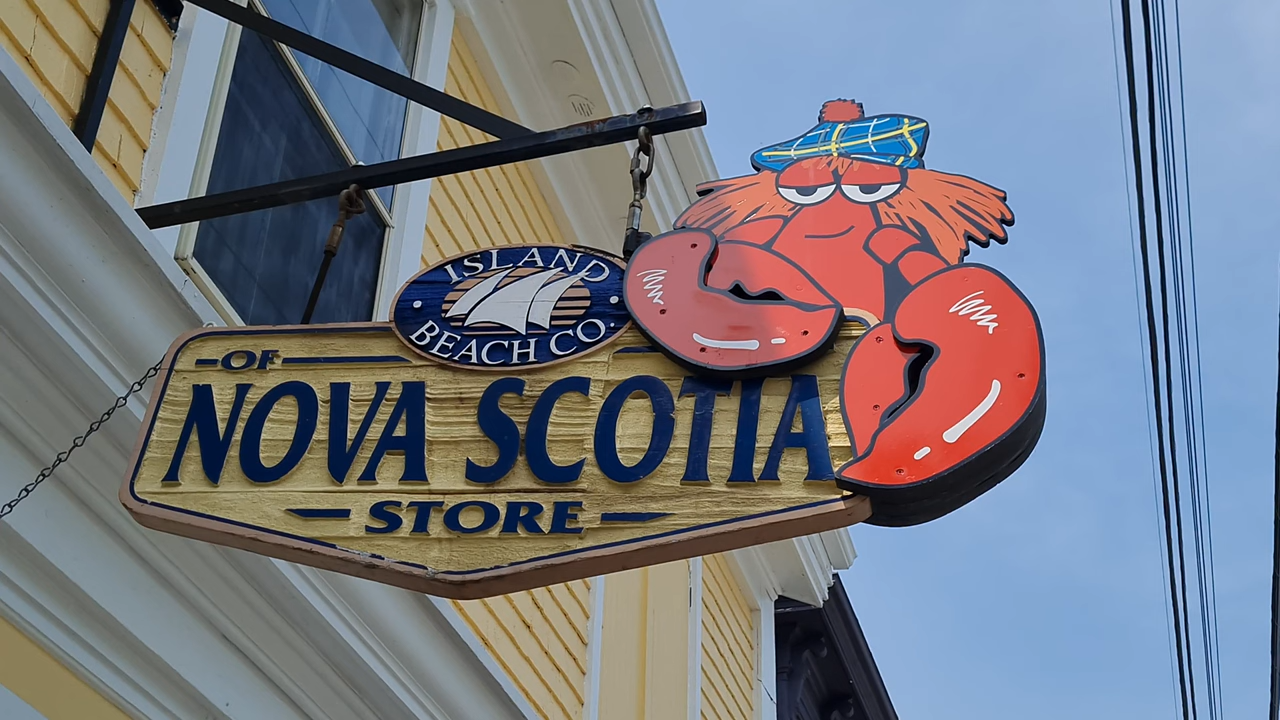 ISLAND
BEACH CO.
OF
NOVA SCOTIA
STORE